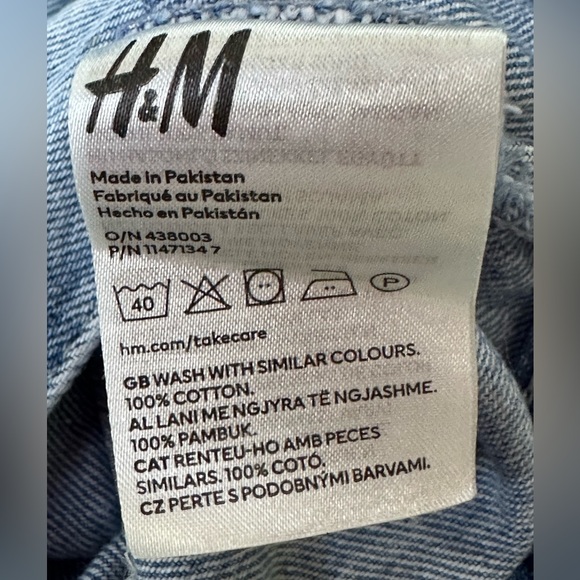 H&M
Made in Pakistan
Fabriqué au Pakistan
Hecho en Pakistán
O/N 438003
P/N 1147134 7
40
P
hm.com/takecare
GB WASH WITH SIMILAR COLOURS.
100% COTTON.
AL LANI ME NGJYRA TË NGJASHME.
100% PAMBUK.
CAT RENTEU-HO AMB PECES
SIMILARS. 100% COTÓ.
CZ PERTE S PODOBNÝMI BARVAMI.